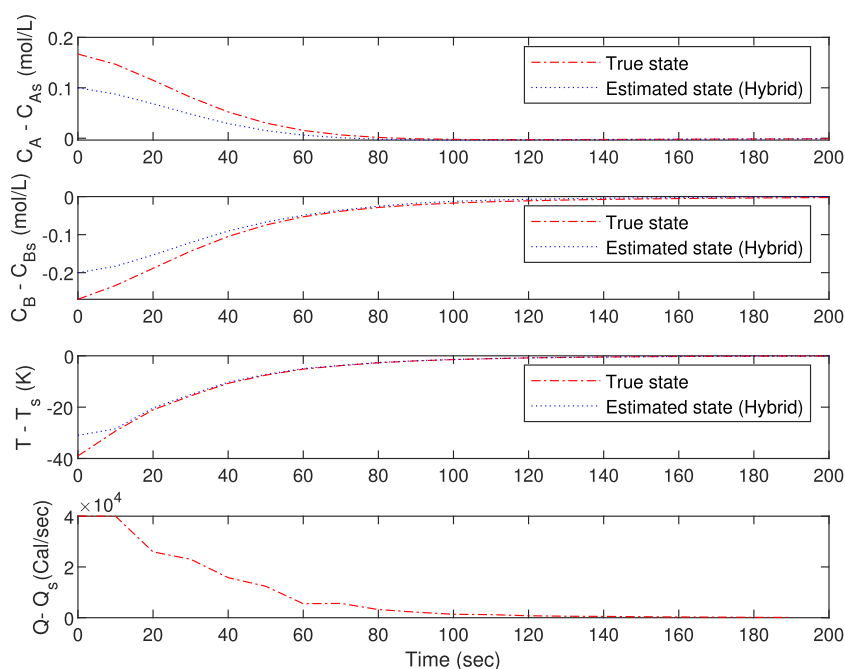 0.2
0.1
0
C_A - C_As (mol/L)
True state
Estimated state (Hybrid)
0 20 40 60 80 100 120 140 160 180 200
0
-0.1
-0.2
C_B - C_Bs (mol/L)
True state
Estimated state (Hybrid)
0 20 40 60 80 100 120 140 160 180 200
0
-20
-40
T - T_s (K)
True state
Estimated state (Hybrid)
0 20 40 60 80 100 120 140 160 180 200
×10^4
4
2
0
Q- Q_s(Cal/sec)
0 20 40 60 80 100 120 140 160 180 200
Time (sec)